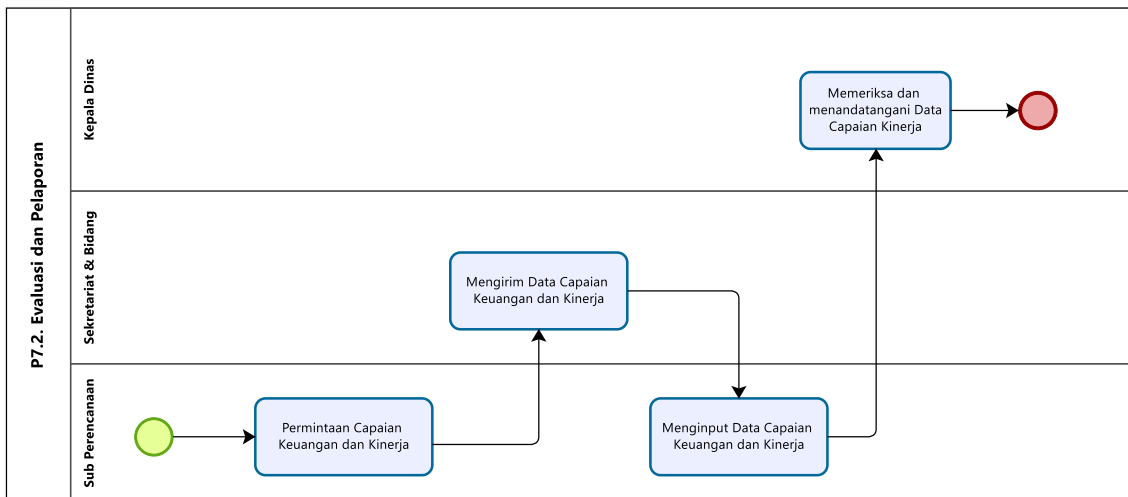 P7.2. Evaluasi dan Pelaporan
Kepala Dinas
Memeriksa dan
menandatangani Data
Capaian Kinerja
Sekretariat & Bidang
Mengirim Data Capaian
Keuangan dan Kinerja
Sub Perencanaan
Permintaan Capaian
Keuangan dan Kinerja
Menginput Data Capaian
Keuangan dan Kinerja